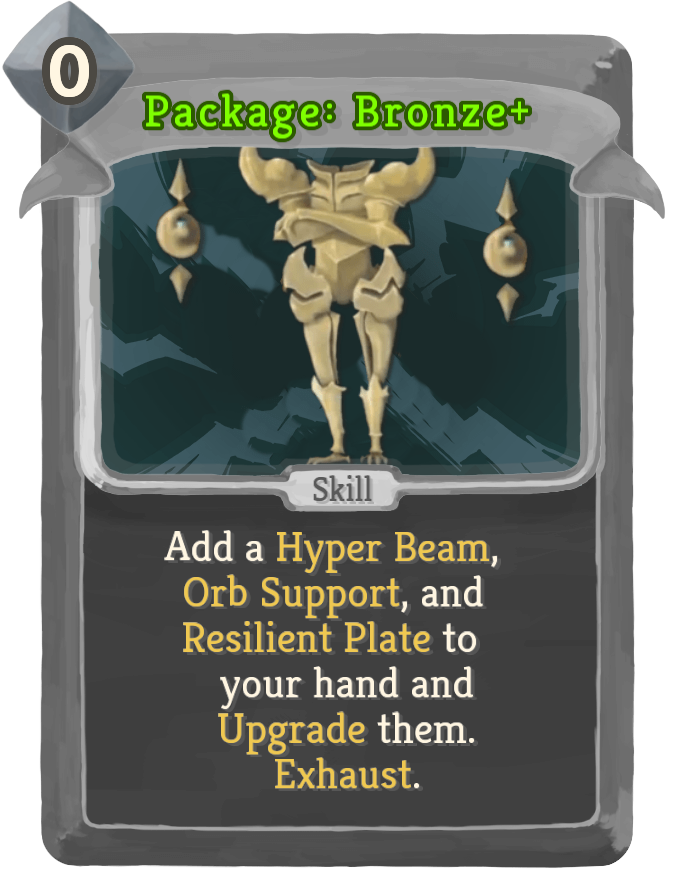 0
Package: Bronze+
Skill
Add a Hyper Beam,
Orb Support, and
Resilient Plate to
your hand and
Upgrade them.
Exhaust.